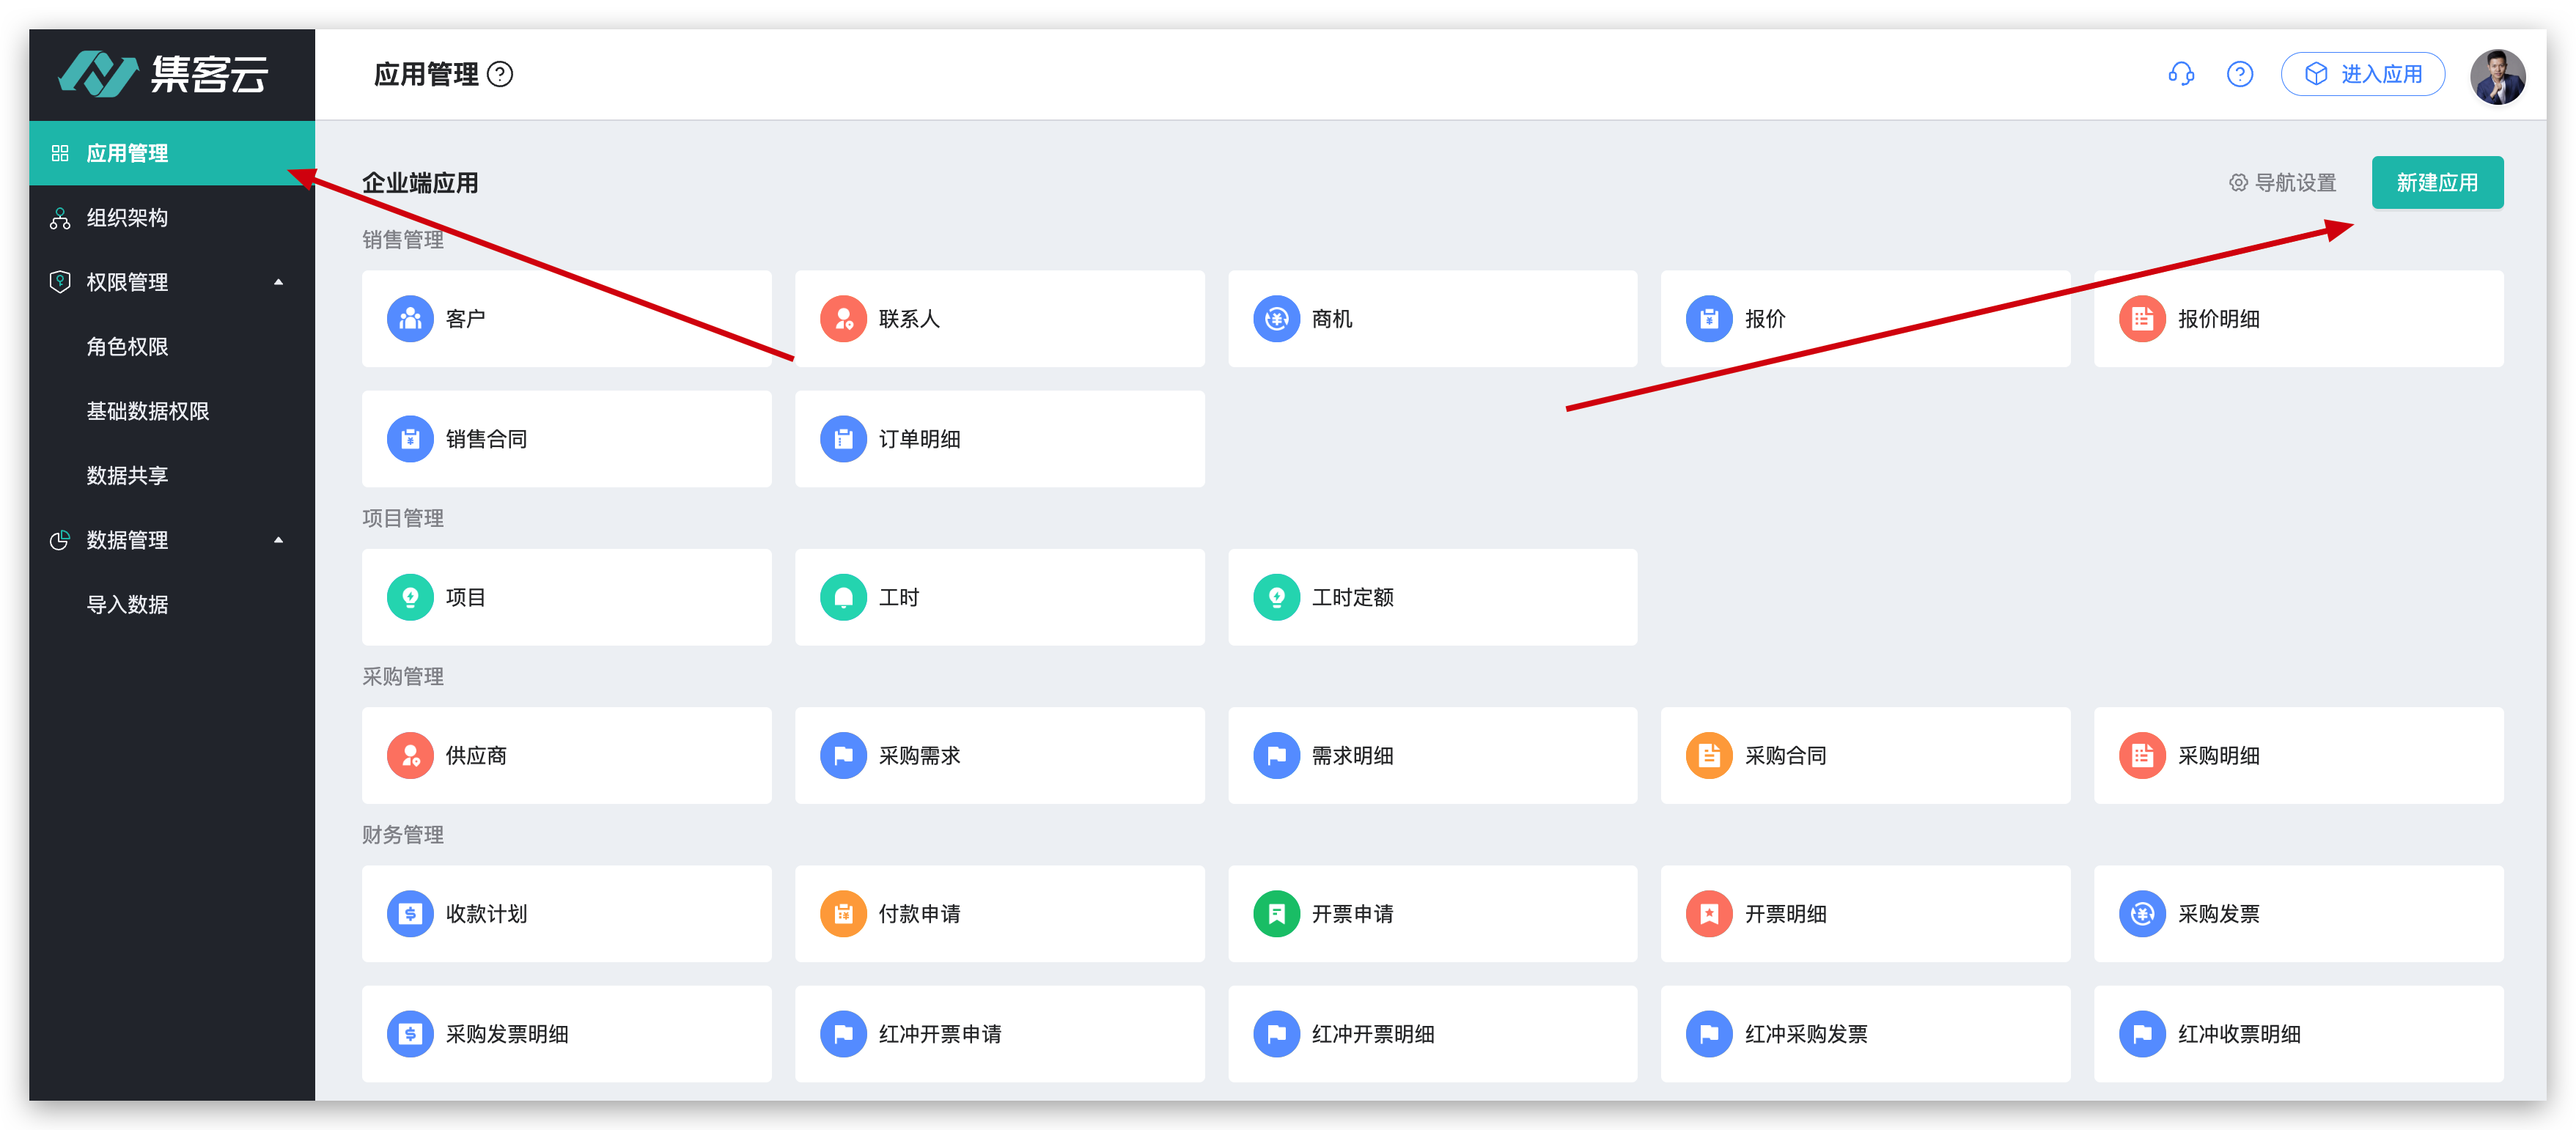 集客云
应用管理
进入应用
应用管理
组织架构
权限管理
角色权限
基础数据权限
数据共享
数据管理
导入数据
企业端应用
导航设置
新建应用
销售管理
客户
联系人
商机
报价
报价明细
销售合同
订单明细
项目管理
项目
工时
工时定额
采购管理
供应商
采购需求
需求明细
采购合同
采购明细
财务管理
收款计划
付款申请
开票申请
开票明细
采购发票
采购发票明细
红冲开票申请
红冲开票明细
红冲采购发票
红冲收票明细